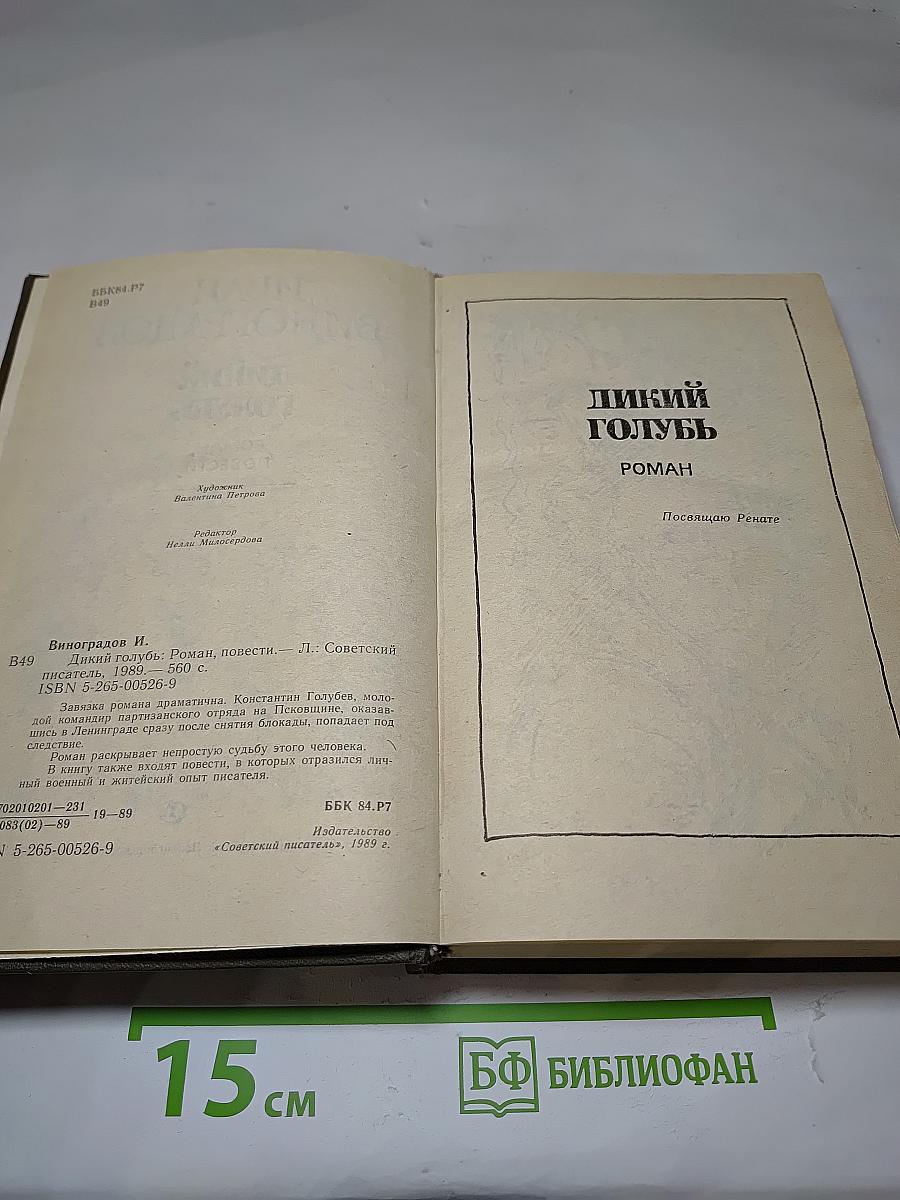 ББК84.Р7
В49
Художник
Валентина Петрова
Редактор
Нелли Милосердова
Виноградов И.
В49 Дикий голубь: Роман, повести.— Л.: Советский
писатель, 1989.— 560 с.
ISBN 5-265-00526-9
Завязка романа драматична. Константин Голубев, моло-
дой командир партизанского отряда на Псковщине, оказав-
шись в Ленинграде сразу после снятия блокады, попадает под
следствие.
Роман раскрывает непростую судьбу этого человека.
В книгу также входят повести, в которых отразился лич-
ный военный и житейский опыт писателя.
702010201—231
083(02)—89
19—89
ББК 84.Р7
5-265-00526-9
Издательство
«Советский писатель», 1989 г.
ДИКИЙ
ГОЛУБЬ
РОМАН
Посвящаю Ренате
15 см
БФ БИБЛИОФАН